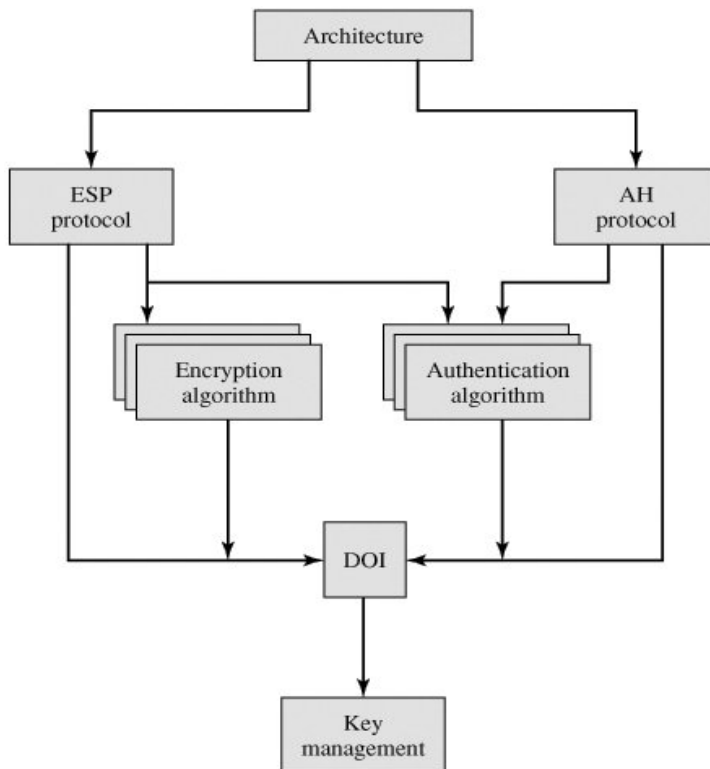 Architecture
ESP
protocol
AH
protocol
Encryption
algorithm
Authentication
algorithm
DOI
Key
management